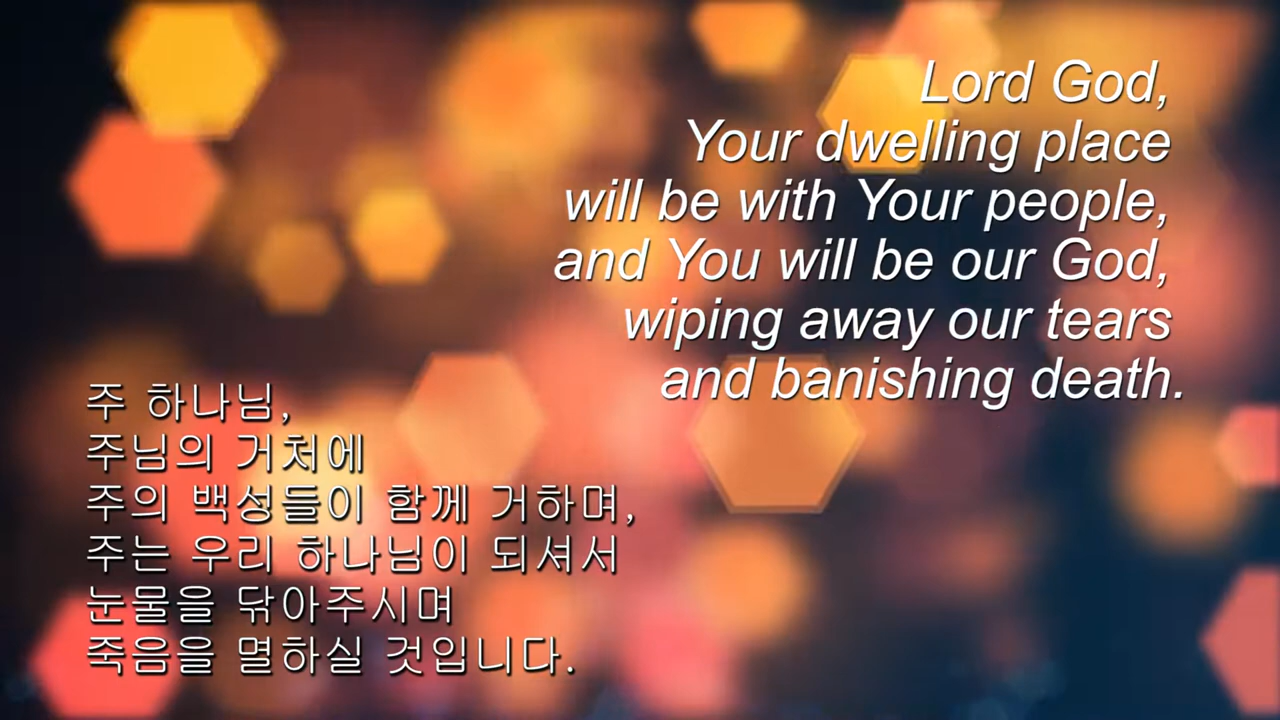 Lord God,
Your dwelling place
will be with Your people,
and You will be our God,
wiping away our tears
and banishing death.
주 하나님,
주님의 거처에
주의 백성들이 함께 거하며,
주는 우리 하나님이 되셔서
눈물을 닦아주시며
죽음을 멸하실 것입니다.